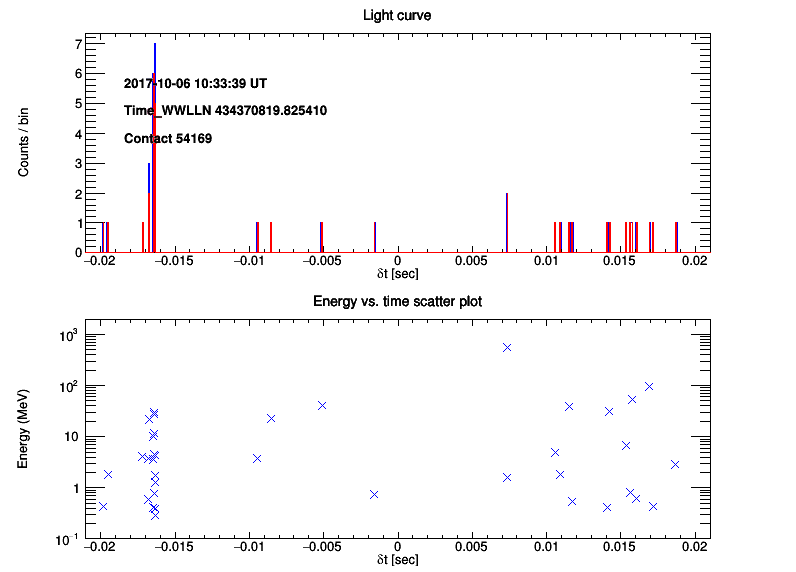 Light curve
Counts / bin
7
6
5
4
3
2
1
0
2017-10-06 10:33:39 UT
Time_WWLLN 434370819.825410
Contact 54169
−0.02 −0.015 −0.01 −0.005 0 0.005 0.01 0.015 0.02
δt [sec]
Energy vs. time scatter plot
Energy (MeV)
10³
10²
10
1
10⁻¹
−0.02 −0.015 −0.01 −0.005 0 0.005 0.01 0.015 0.02
δt [sec]